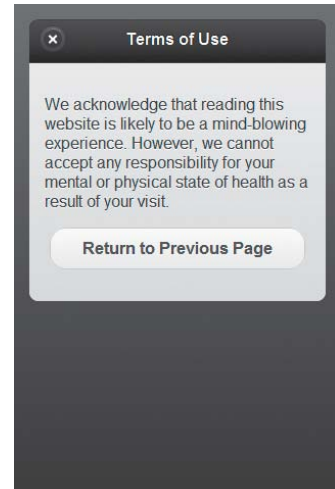 Terms of Use
We acknowledge that reading this
website is likely to be a mind-blowing
experience. However, we cannot
accept any responsibility for your
mental or physical state of health as a
result of your visit.
Return to Previous Page